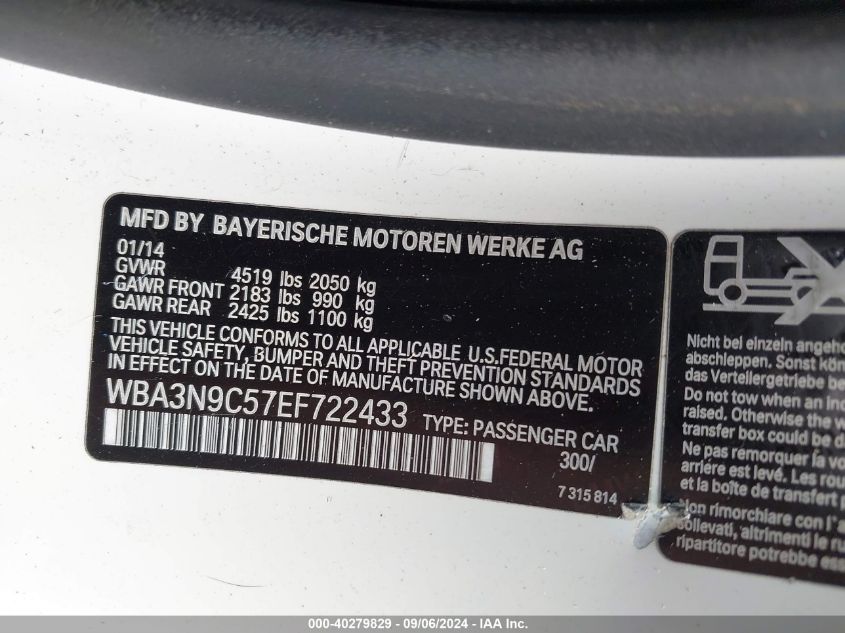 MFD BY BAYERISCHE MOTOREN WERKE AG
01/14
GVWR 4519 lbs 2050 kg
GAWR FRONT 2183 lbs 990 kg
GAWR REAR 2425 lbs 1100 kg
THIS VEHICLE CONFORMS TO ALL APPLICABLE U.S.FEDERAL MOTOR
VEHICLE SAFETY, BUMPER AND THEFT PREVENTION STANDARDS
IN EFFECT ON THE DATE OF MANUFACTURE SHOWN ABOVE.
WBA3N9C57EF722433 TYPE: PASSENGER CAR
300/
7 315 814
Nicht bei einzeln
abschleppen. Sonst
das Verteilergetriebe
Do not tow when an
raised. Otherwise the
transfer box could be
Ne pas remorquer la
arrière est levé. Les
et la boîte de transfert
Non rimorchiare con
sollevati, altrimenti le
ripartitore potrebbe
000-40279829 - 09/06/2024 - IAA Inc.